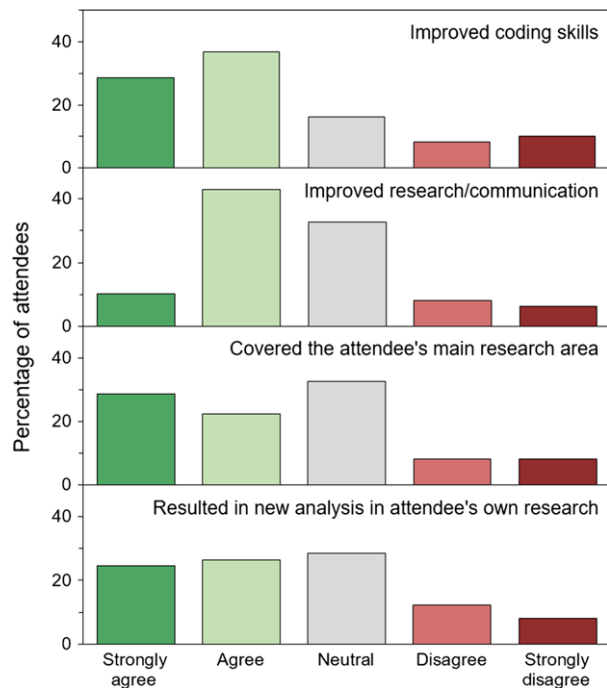 Percentage of attendees
Improved coding skills
40
20
0
Improved research/communication
40
20
0
Covered the attendee's main research area
40
20
0
Resulted in new analysis in attendee's own research
40
20
0
Strongly
agree
Agree
Neutral
Disagree
Strongly
disagree